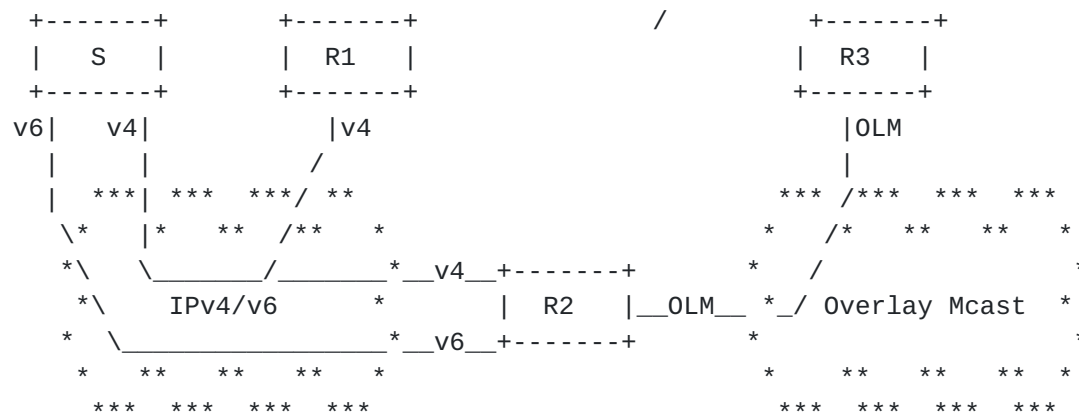 S R1 R3
v6 v4 v4 OLM
v4
IPv4/v6 R2 OLM Overlay Mcast
v6